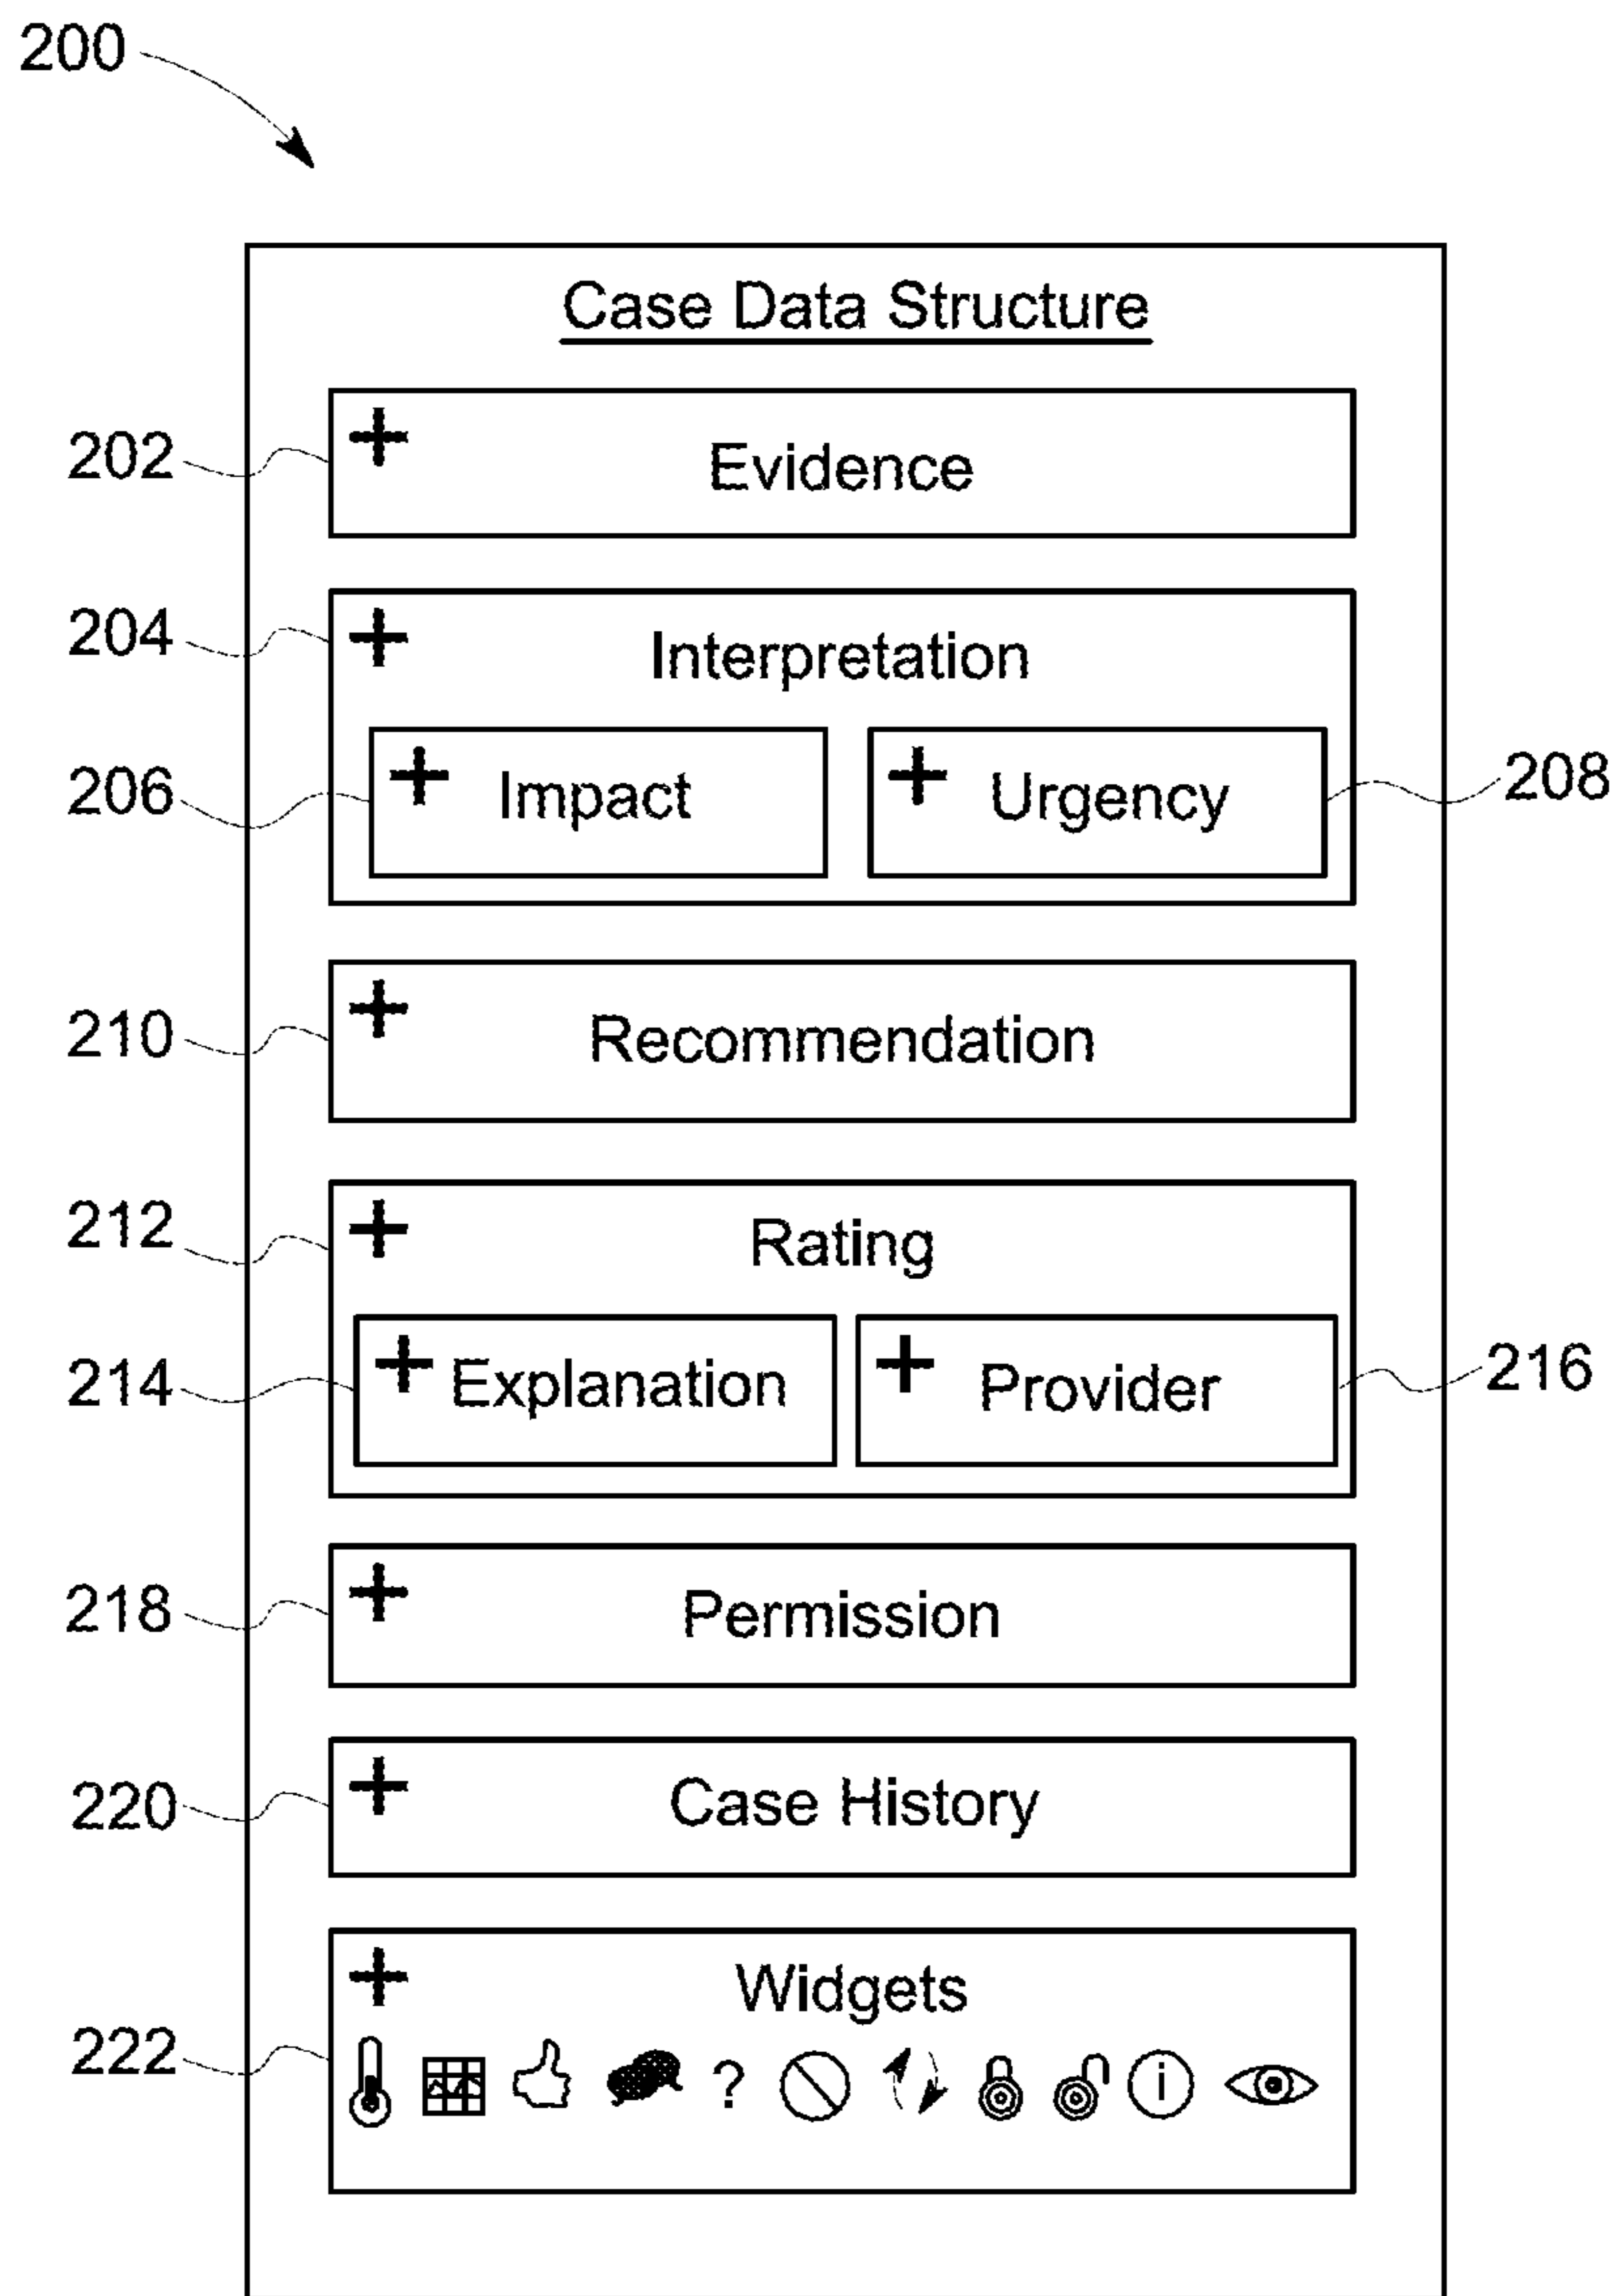 200
Case Data Structure
202
Evidence
204
Interpretation
206
Impact
Urgency
208
210
Recommendation
212
Rating
214
Explanation
Provider
216
218
Permission
220
Case History
222
Widgets
?
i